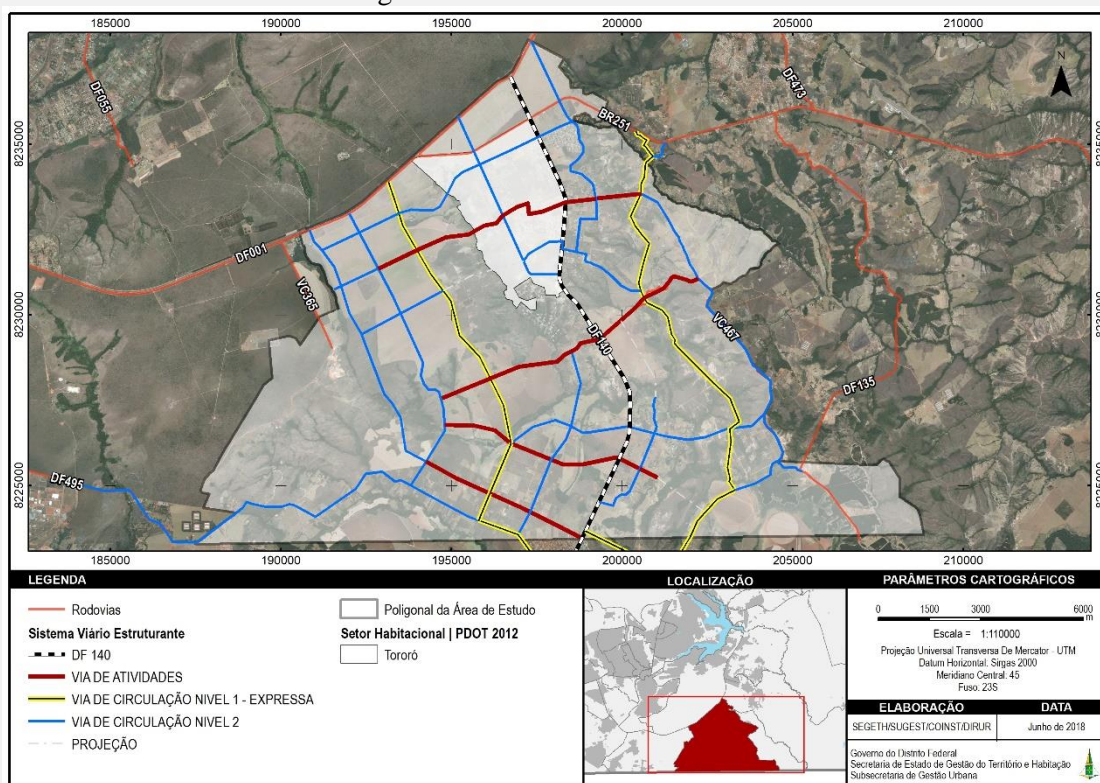 185000 190000 195000 200000 205000 210000
DF055
DF473
N
BR251
8235000
8235000
DF001
VC365
8230000
8230000
DF140
VC467
DF135
DF495
8225000
8225000
185000 190000 195000 200000 205000 210000
LEGENDA
Rodovias
Sistema Viário Estruturante
DF 140
VIA DE ATIVIDADES
VIA DE CIRCULAÇÃO NIVEL 1 - EXPRESSA
VIA DE CIRCULAÇÃO NIVEL 2
PROJEÇÃO
Poligonal da Área de Estudo
Setor Habitacional | PDOT 2012
Tororó
LOCALIZAÇÃO
PARÂMETROS CARTOGRÁFICOS
0 1500 3000 6000
m
Escala = 1:110000
Projeção Universal Transversa De Mercator - UTM
Datum Horizontal: Sirgas 2000
Meridiano Central: 45
Fuso: 23S
ELABORAÇÃO DATA
SEGETH/SUGEST/COINST/DIRUR Junho de 2018
Governo do Distrito Federal
Secretaria de Estado de Gestão do Território e Habitação
Subsecretaria de Gestão Urbana